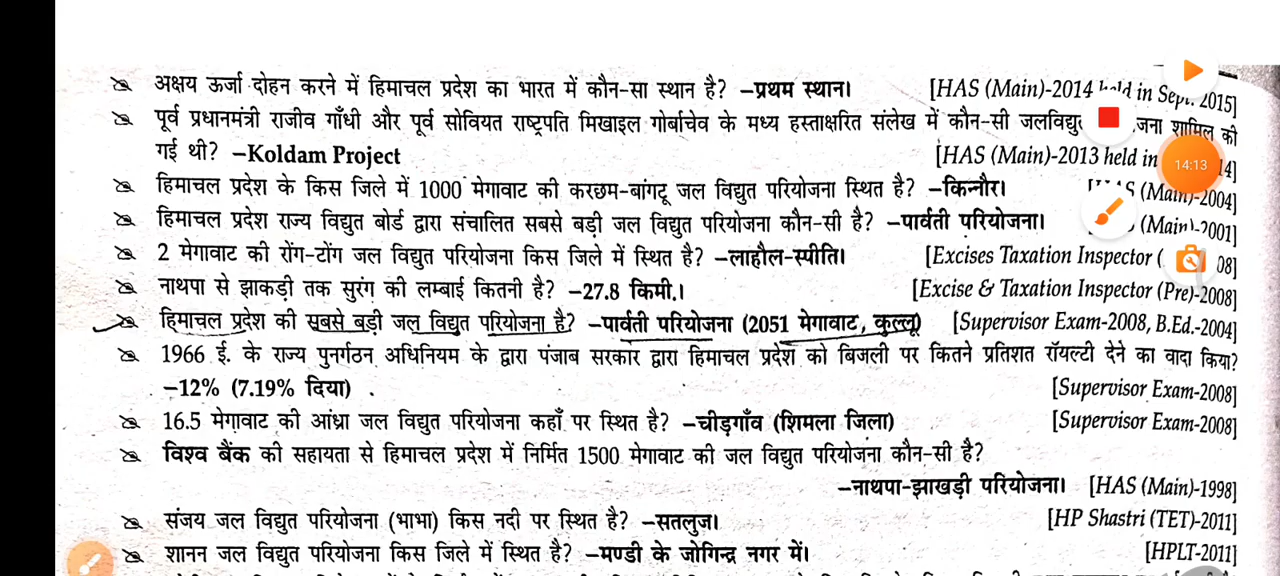 अक्षय ऊर्जा दोहन करने में हिमाचल प्रदेश का भारत में कौन-सा स्थान है? –प्रथम स्थान। [HAS (Main)-2014 held in Sept. 2015]
पूर्व प्रधानमंत्री राजीव गाँधी और पूर्व सोवियत राष्ट्रपति मिखाइल गोर्बाचेव के मध्य हस्ताक्षरित संलेख में कौन-सी जलविद्यु जना शामिल की
गई थी? –Koldam Project [HAS (Main)-2013 held in 14]
14:13
हिमाचल प्रदेश के किस जिले में 1000 मेगावाट की करछम-बांगटू जल विद्युत परियोजना स्थित है? –किन्नौर। (Main)-2004]
हिमाचल प्रदेश राज्य विद्युत बोर्ड द्वारा संचालित सबसे बड़ी जल विद्युत परियोजना कौन-सी है? –पार्वती परियोजना। (Main)-2001]
2 मेगावाट की रोंग-टोंग जल विद्युत परियोजना किस जिले में स्थित है? –लाहौल-स्पीति। [Excises Taxation Inspector ( 08]
नाथपा से झाकड़ी तक सुरंग की लम्बाई कितनी है? –27.8 किमी.। [Excise & Taxation Inspector (Pre)-2008]
हिमाचल प्रदेश की सबसे बड़ी जल विद्युत परियोजना है? –पार्वती परियोजना (2051 मेगावाट, कुल्लू) [Supervisor Exam-2008, B.Ed.-2004]
1966 ई. के राज्य पुनर्गठन अधिनियम के द्वारा पंजाब सरकार द्वारा हिमाचल प्रदेश को बिजली पर कितने प्रतिशत रॉयल्टी देने का वादा किया?
–12% (7.19% दिया) . [Supervisor Exam-2008]
16.5 मेगावाट की आंध्रा जल विद्युत परियोजना कहाँ पर स्थित है? –चीड़गाँव (शिमला जिला) [Supervisor Exam-2008]
विश्व बैंक की सहायता से हिमाचल प्रदेश में निर्मित 1500 मेगावाट की जल विद्युत परियोजना कौन-सी है?
–नाथपा-झाखड़ी परियोजना। [HAS (Main)-1998]
संजय जल विद्युत परियोजना (भाभा) किस नदी पर स्थित है? –सतलुज। [HP Shastri (TET)-2011]
शानन जल विद्युत परियोजना किस जिले में स्थित है? –मण्डी के जोगिन्द्र नगर में। [HPLT-2011]